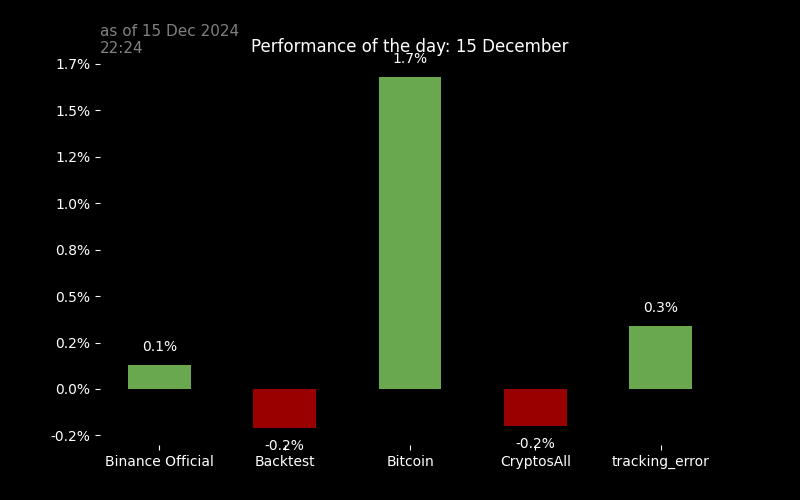 as of 15 Dec 2024
22:24
Performance of the day: 15 December
1.7%
1.7%
1.5%
1.2%
1.0%
0.8%
0.5%
0.3%
0.2%
0.1%
0.0%
-0.2%
-0.2%
-0.2%
Binance Official
Backtest
Bitcoin
CryptosAll
tracking_error